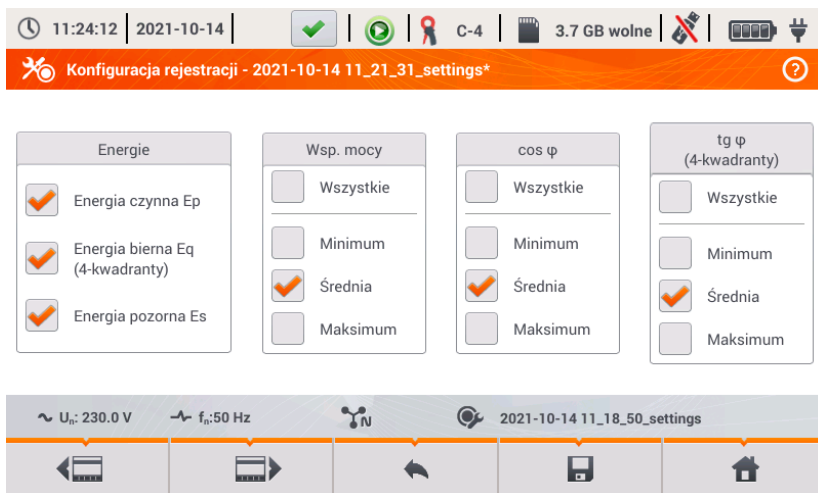 11:24:12 2021-10-14 C-4 3.7 GB wolne
Konfiguracja rejestracji - 2021-10-14 11_21_31_settings* ?
Energie
Energia czynna Ep
Energia bierna Eq
(4-kwadranty)
Energia pozorna Es
Wsp. mocy
Wszystkie
Minimum
Średnia
Maksimum
cos φ
Wszystkie
Minimum
Średnia
Maksimum
tg φ
(4-kwadranty)
Wszystkie
Minimum
Średnia
Maksimum
Uₙ: 230.0 V fₙ:50 Hz N 2021-10-14 11_18_50_settings